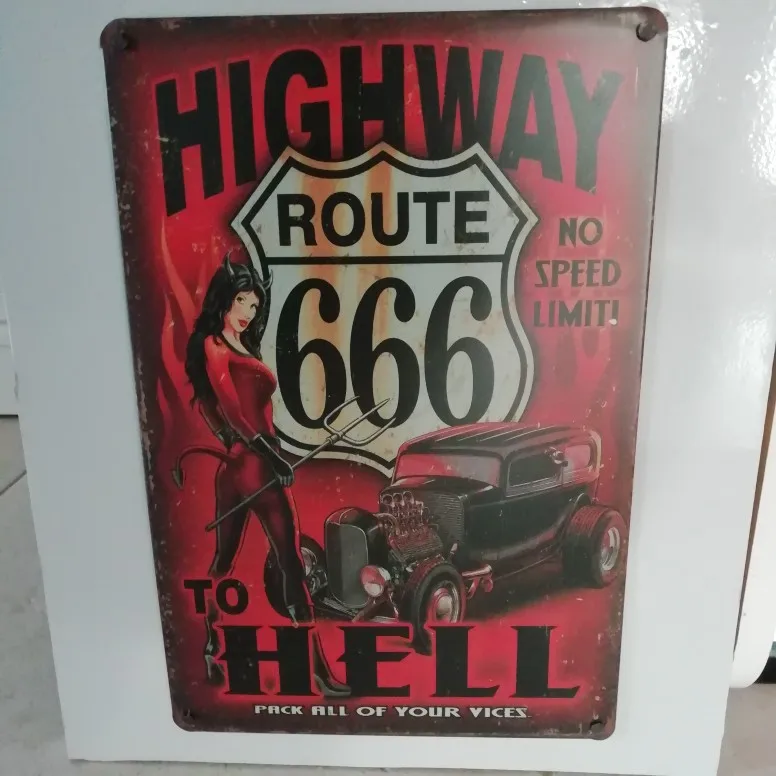 HIGHWAY
ROUTE
666
NO
SPEED
LIMIT!
TO
HELL
PACK ALL OF YOUR VICES